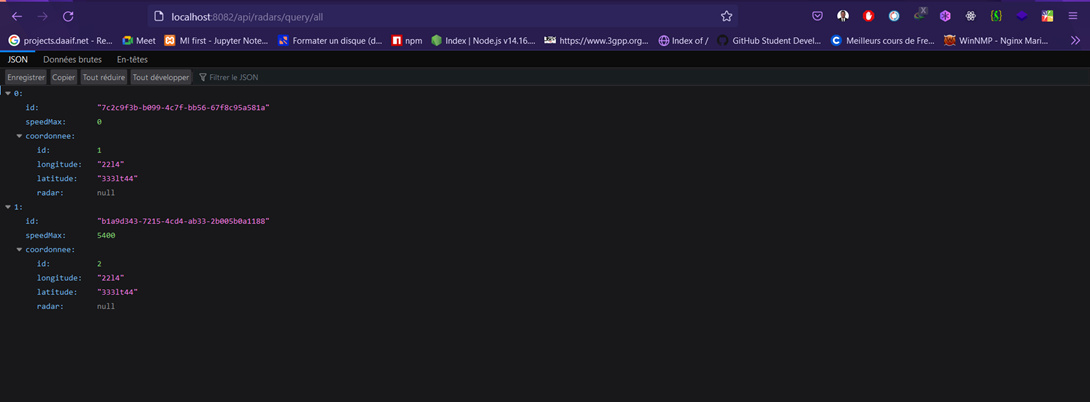 localhost:8082/api/radars/query/all
projects.daaif.net - Re... Meet MI first - Jupyter Note... Formater un disque (d... npm Index | Node.js v14.16.... https://www.3gpp.org... Index of / GitHub Student Devel... Meilleurs cours de Fre... WinNMP - Nginx Mari...
JSON Données brutes En-têtes
Enregistrer Copier Tout réduire Tout développer Filtrer le JSON
0:
id: "7c2c9f3b-b099-4c7f-bb56-67f8c95a581a"
speedMax: 0
coordonnee:
id: 1
longitude: "22l4"
latitude: "333lt44"
radar: null
1:
id: "b1a9d343-7215-4cd4-ab33-2b005b0a1188"
speedMax: 5400
coordonnee:
id: 2
longitude: "22l4"
latitude: "333lt44"
radar: null